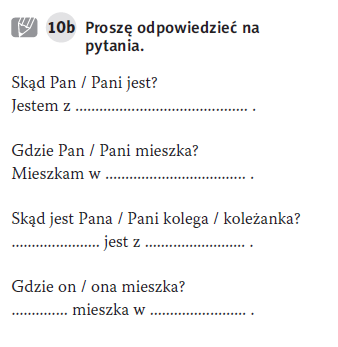 10b Proszę odpowiedzieć na
pytania.
Skąd Pan / Pani jest?
Jestem z ............................................ .
Gdzie Pan / Pani mieszka?
Mieszkam w .................................... .
Skąd jest Pana / Pani kolega / koleżanka?
....................... jest z .......................... .
Gdzie on / ona mieszka?
.............. mieszka w ......................... .